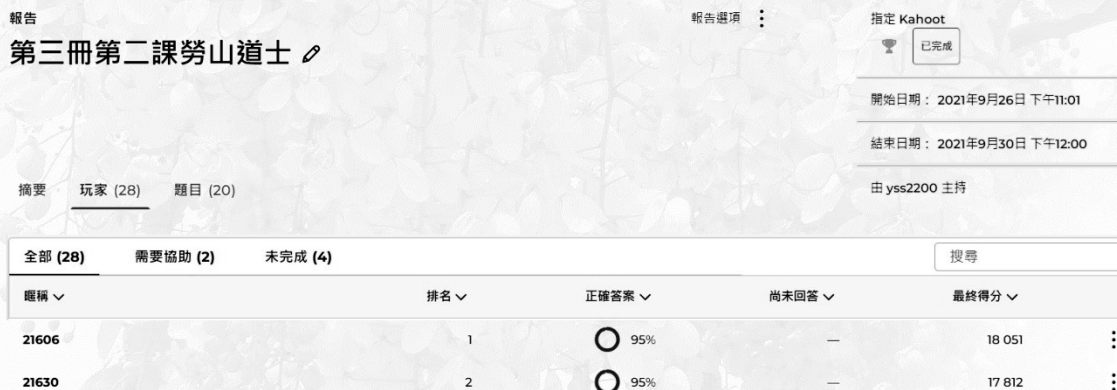 報告
報告選項
第三冊第二課勞山道士
指定 Kahoot
已完成
開始日期： 2021年9月26日 下午11:01
結束日期： 2021年9月30日 下午12:00
由 yss2200 主持
摘要 玩家 (28) 題目 (20)
全部 (28) 需要協助 (2) 未完成 (4) 搜尋
暱稱 排名 正確答案 尚未回答 最終得分
21606 1 95% — 18 051
21630 2 95% — 17 812